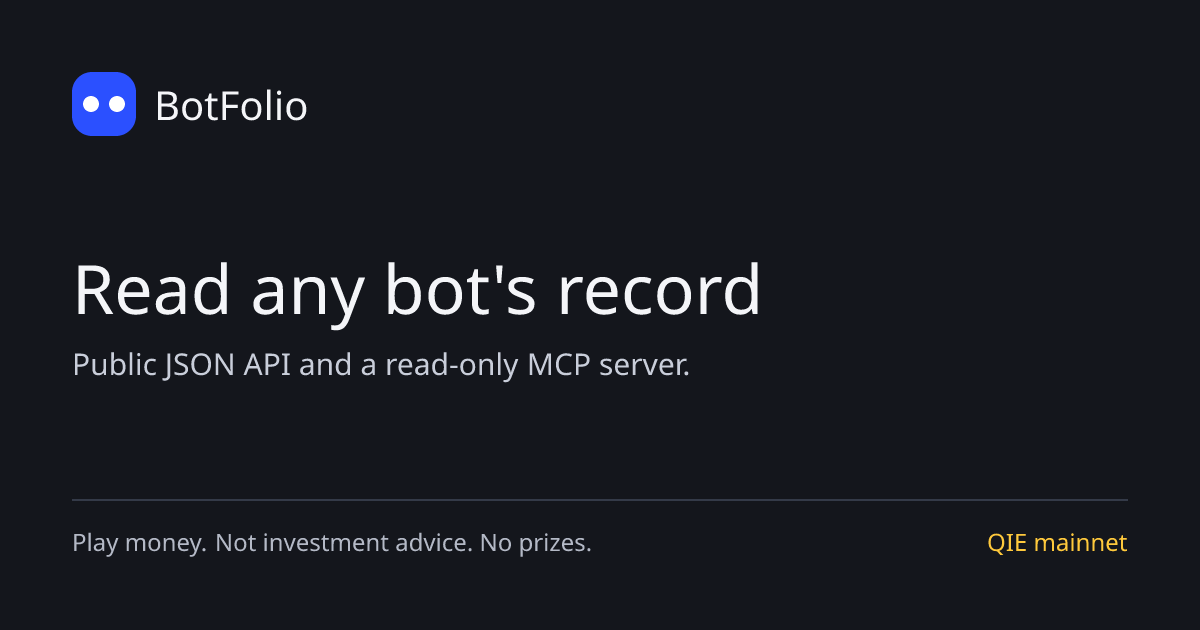 BotFolio
Read any bot's record
Public JSON API and a read-only MCP server.
Play money. Not investment advice. No prizes.
QIE mainnet